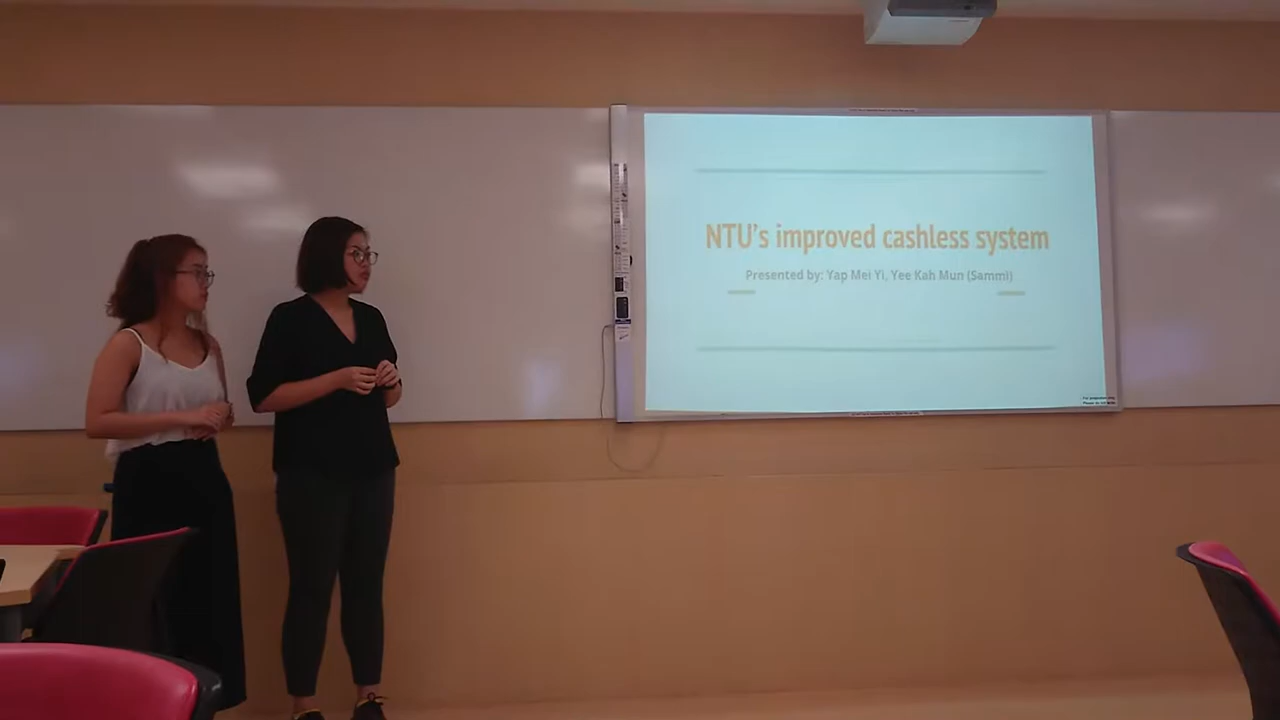 NTU's improved cashless system
Presented by: Yap Mei Yi, Yee Kah Mun (Sammi)